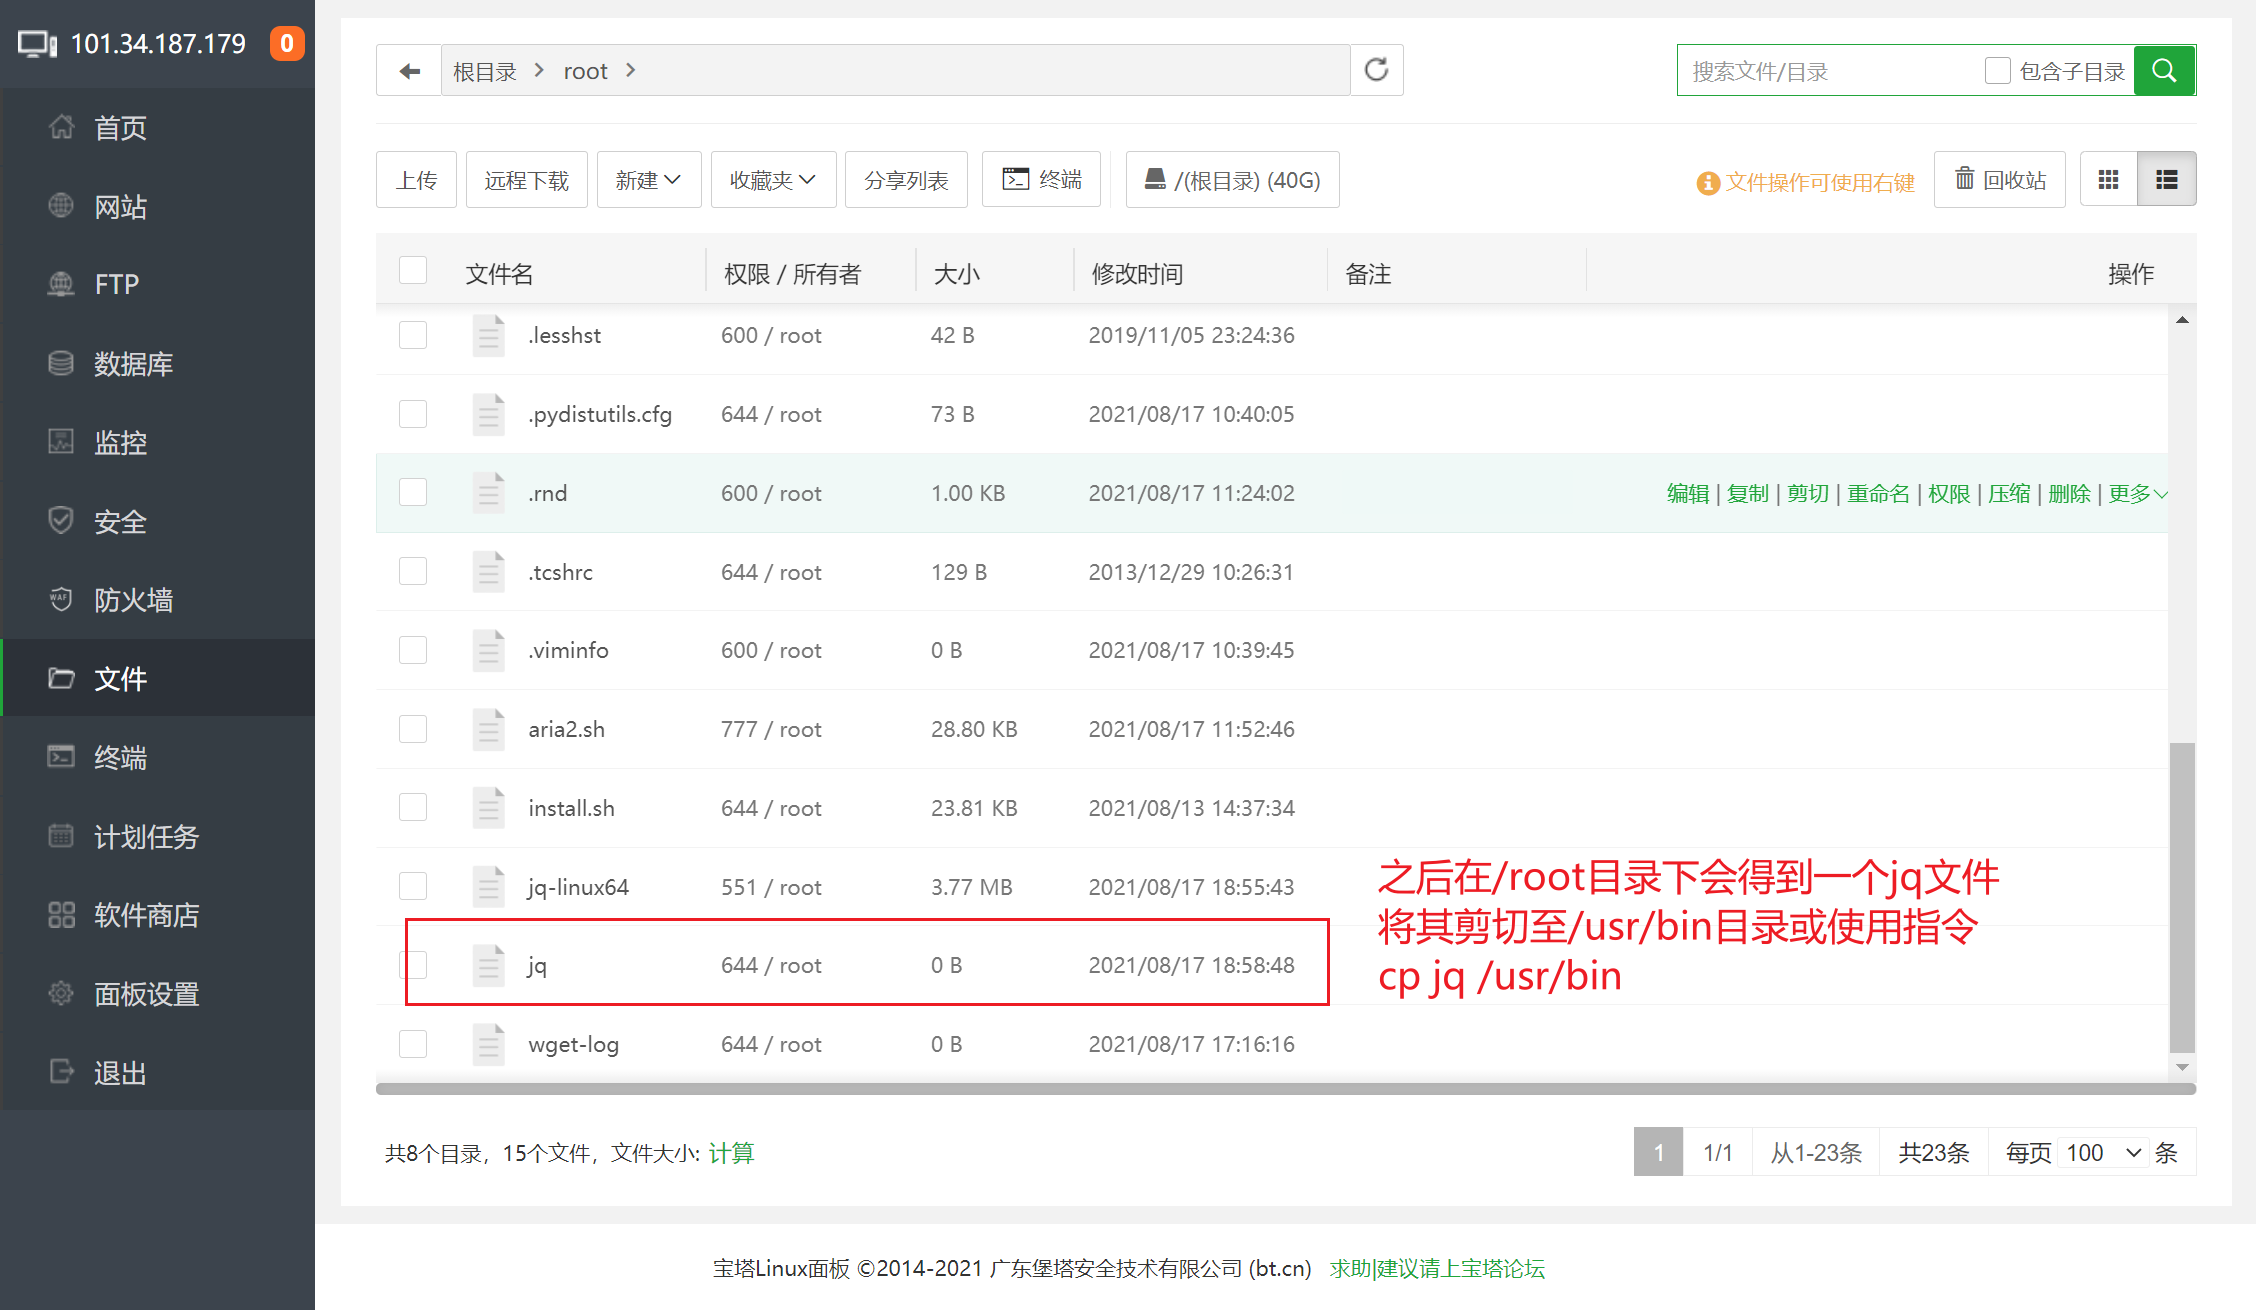 101.34.187.179 0
首页
网站
FTP
数据库
监控
安全
WAF 防火墙
文件
终端
计划任务
软件商店
面板设置
退出
根目录 root
搜索文件/目录 包含子目录
上传 远程下载 新建 收藏夹 分享列表 终端 /(根目录) (40G) 文件操作可使用右键 回收站
文件名 权限 / 所有者 大小 修改时间 备注 操作
.lesshst 600 / root 42 B 2019/11/05 23:24:36
.pydistutils.cfg 644 / root 73 B 2021/08/17 10:40:05
.rnd 600 / root 1.00 KB 2021/08/17 11:24:02 编辑 | 复制 | 剪切 | 重命名 | 权限 | 压缩 | 删除 | 更多
.tcshrc 644 / root 129 B 2013/12/29 10:26:31
.viminfo 600 / root 0 B 2021/08/17 10:39:45
aria2.sh 777 / root 28.80 KB 2021/08/17 11:52:46
install.sh 644 / root 23.81 KB 2021/08/13 14:37:34
jq-linux64 551 / root 3.77 MB 2021/08/17 18:55:43
jq 644 / root 0 B 2021/08/17 18:58:48
wget-log 644 / root 0 B 2021/08/17 17:16:16
之后在/root目录下会得到一个jq文件
将其剪切至/usr/bin目录或使用指令
cp jq /usr/bin
共8个目录，15个文件，文件大小: 计算
1 1/1 从1-23条 共23条 每页 100 条
宝塔Linux面板 ©2014-2021 广东堡塔安全技术有限公司 (bt.cn) 求助|建议请上宝塔论坛